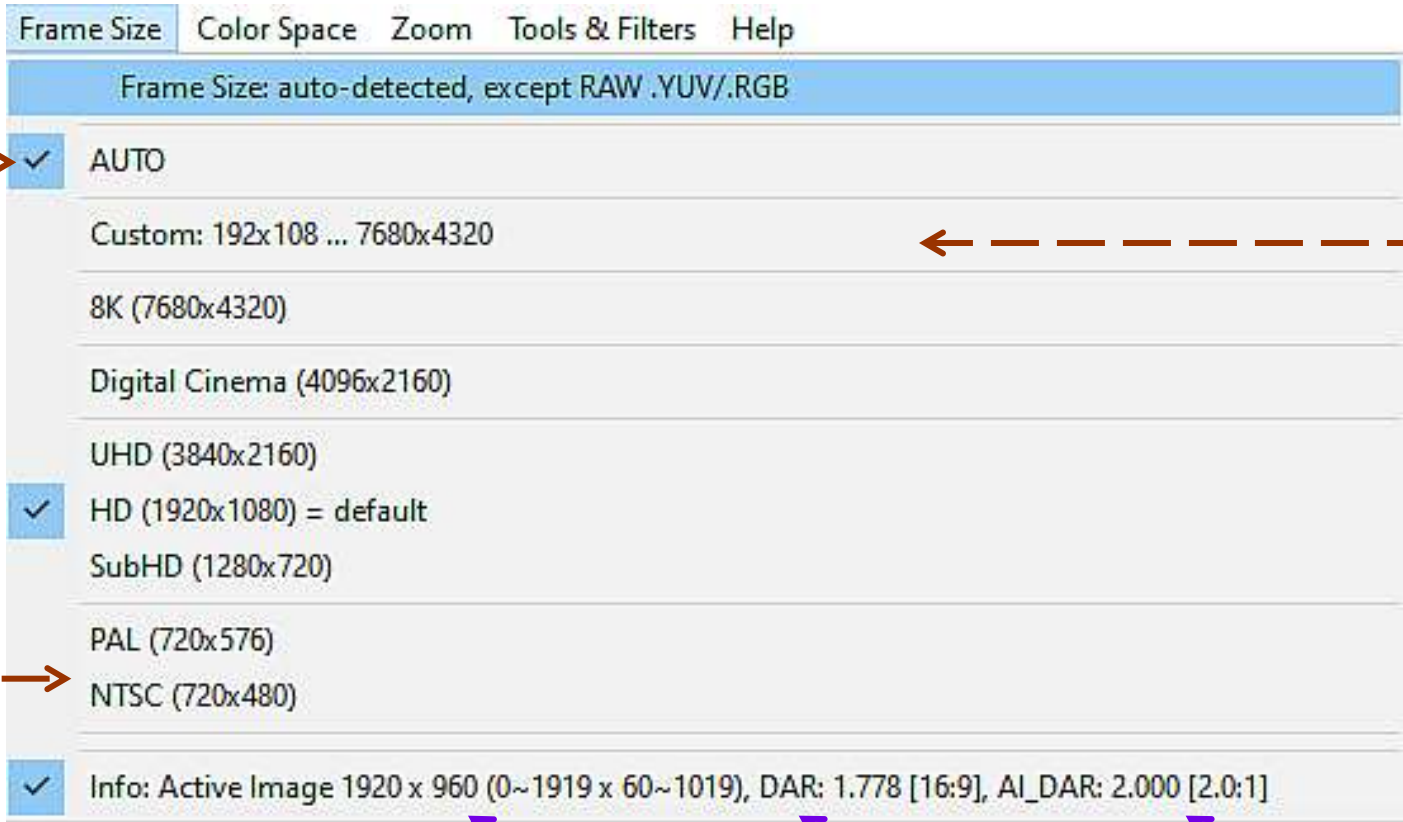 Frame Size Color Space Zoom Tools & Filters Help
Frame Size: auto-detected, except RAW .YUV/.RGB
AUTO
Custom: 192x108 ... 7680x4320
8K (7680x4320)
Digital Cinema (4096x2160)
UHD (3840x2160)
HD (1920x1080) = default
SubHD (1280x720)
PAL (720x576)
NTSC (720x480)
Info: Active Image 1920 x 960 (0~1919 x 60~1019), DAR: 1.778 [16:9], AI_DAR: 2.000 [2.0:1]